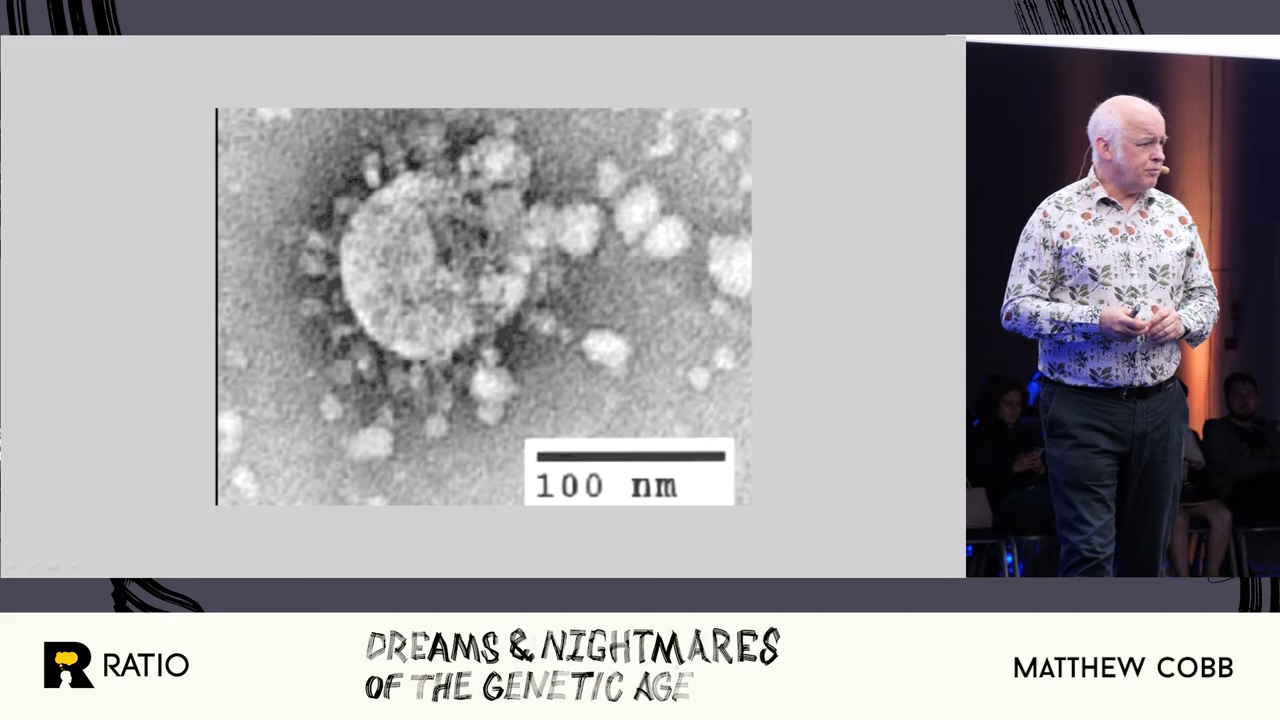 100 nm
RATIO
DREAMS & NIGHTMARES
OF THE GENETIC AGE
MATTHEW COBB